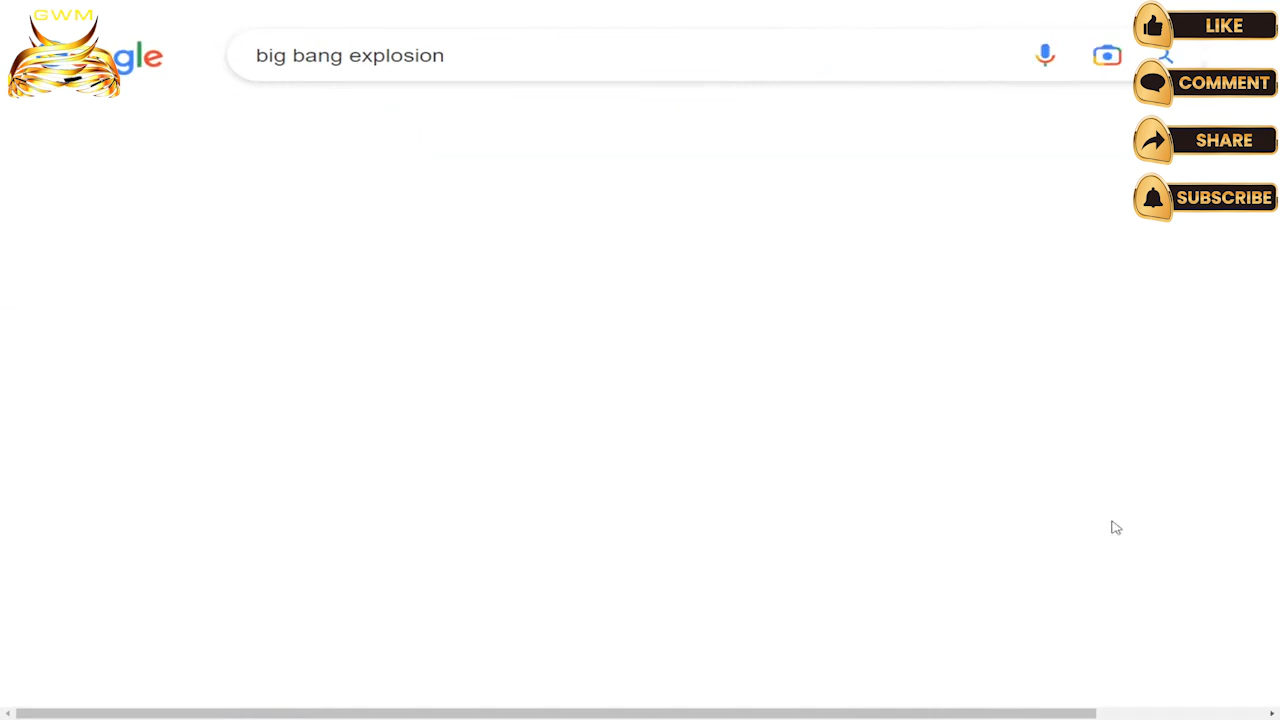 GWM
gle
big bang explosion
LIKE
COMMENT
SHARE
SUBSCRIBE